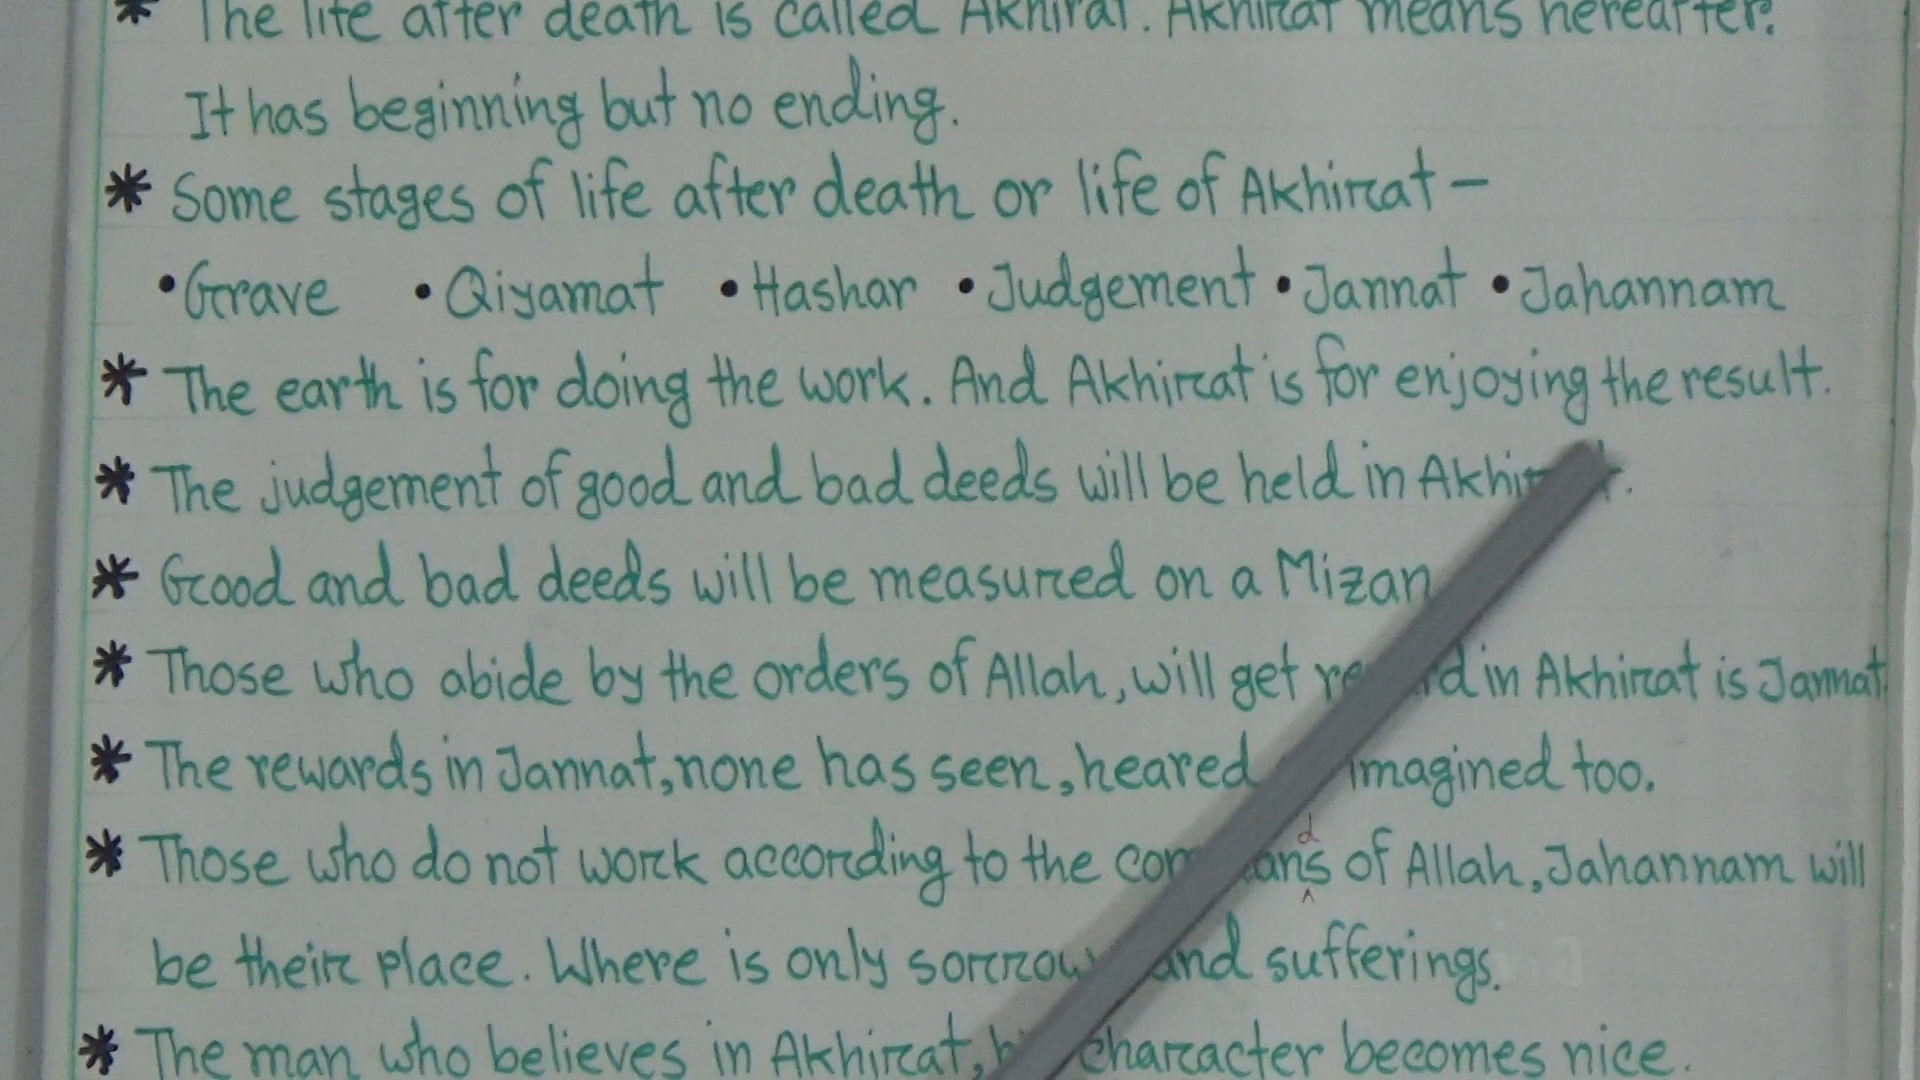 * The life after death is called Akhirat. Akhirat means hereafter.
It has beginning but no ending.
* Some stages of life after death or life of Akhirat –
• Grave • Qiyamat • Hashar • Judgement • Jannat • Jahannam
* The earth is for doing the work. And Akhirat is for enjoying the result.
* The judgement of good and bad deeds will be held in
* Good and bad deeds will be measured on a Mizan
* Those who abide by the orders of Allah, will get in Akhirat is Jannat.
* The rewards in Jannat, none has seen, heared imagined too.
* Those who do not work according to the of Allah, Jahannam will
be their place. Where is only and sufferings.
* The man who believes in Akhirat, character becomes nice.